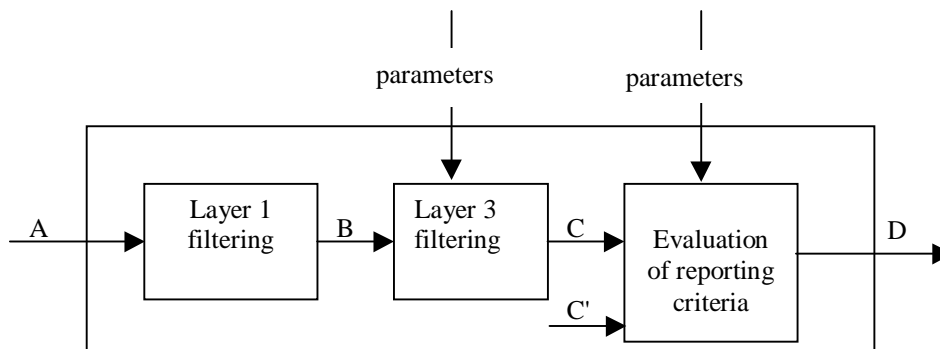 parameters
parameters
A
Layer 1
filtering
B
Layer 3
filtering
C
C'
Evaluation
of reporting
criteria
D